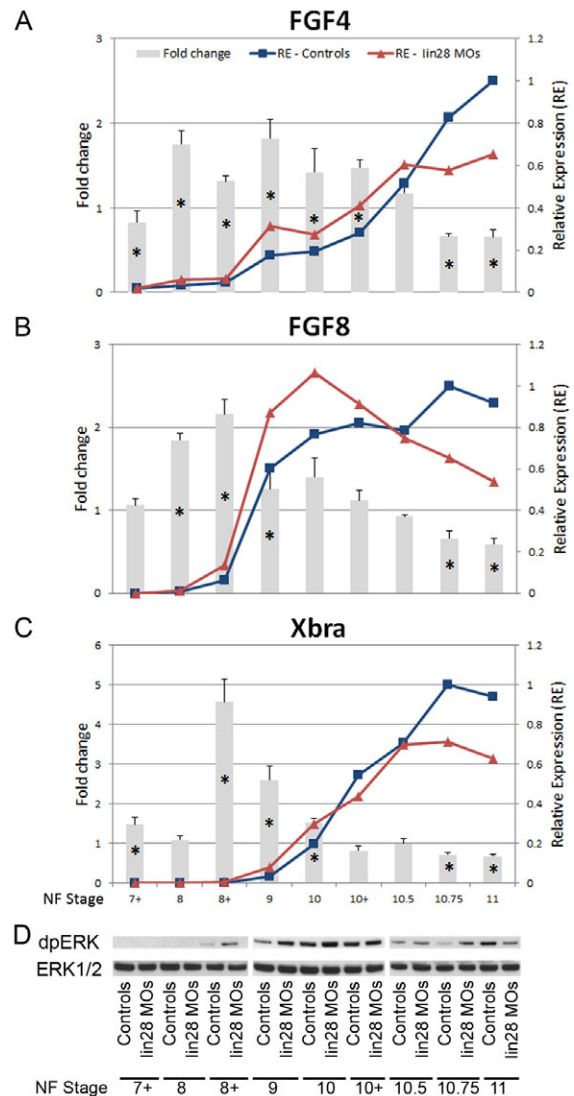 A
FGF4
Fold change
RE - Controls
RE - lin28 MOs
3
2
1
0
Fold change
* * * * * * * *
1.2
1
0.8
0.6
0.4
0.2
0
Relative Expression (RE)
B
FGF8
3
2
1
0
Fold change
* * * * *
1.2
1
0.8
0.6
0.4
0.2
0
Relative Expression (RE)
C
Xbra
6
5
4
3
2
1
0
Fold change
* * * * * *
1.2
1
0.8
0.6
0.4
0.2
0
Relative Expression (RE)
NF Stage 7+ 8 8+ 9 10 10+ 10.5 10.75 11
D
dpERK
ERK1/2
Controls
lin28 MOs
Controls
lin28 MOs
Controls
lin28 MOs
Controls
lin28 MOs
Controls
lin28 MOs
Controls
lin28 MOs
Controls
lin28 MOs
Controls
lin28 MOs
Controls
lin28 MOs
NF Stage 7+ 8 8+ 9 10 10+ 10.5 10.75 11